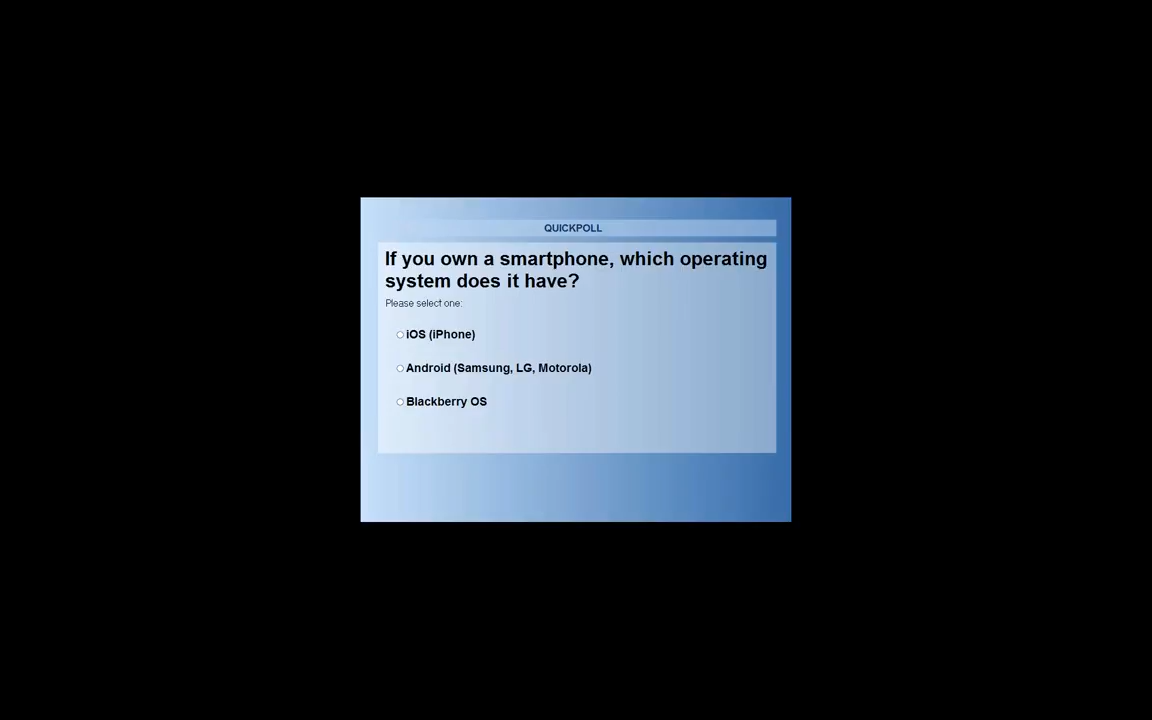 QUICKPOLL
If you own a smartphone, which operating
system does it have?
Please select one:
iOS (iPhone)
Android (Samsung, LG, Motorola)
Blackberry OS